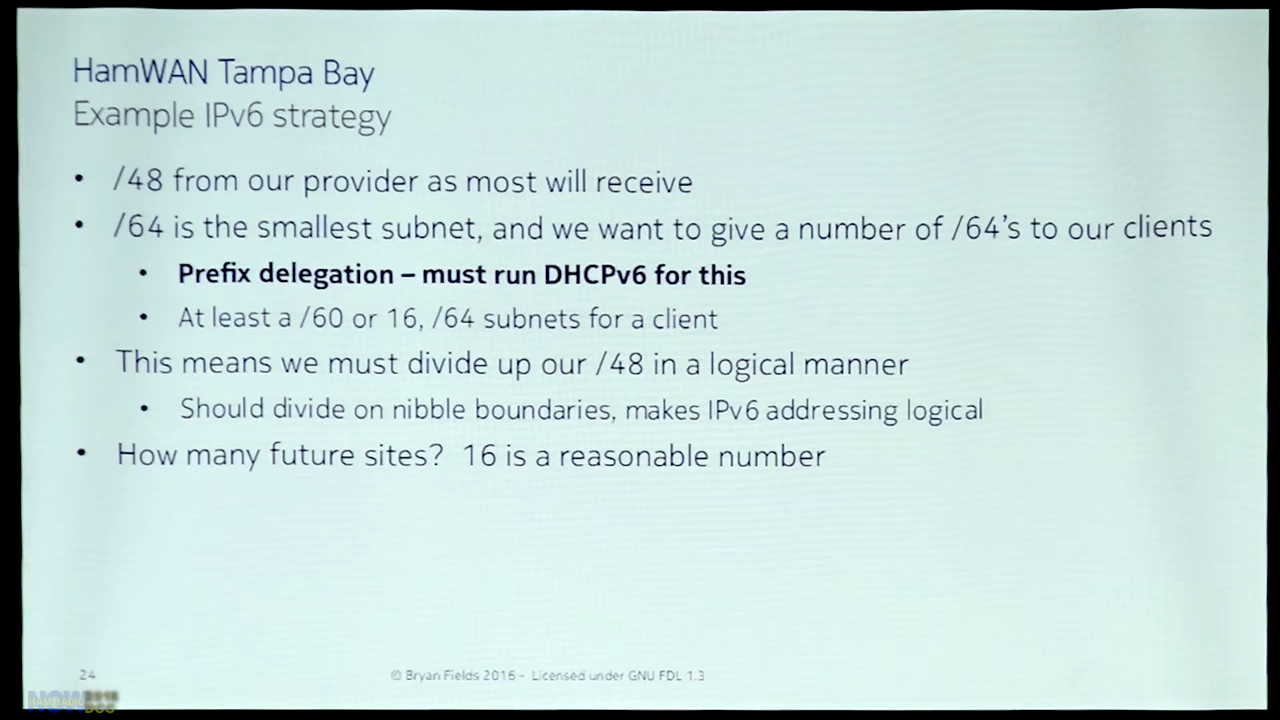 HamWAN Tampa Bay
Example IPv6 strategy
• /48 from our provider as most will receive
• /64 is the smallest subnet, and we want to give a number of /64's to our clients
• Prefix delegation – must run DHCPv6 for this
• At least a /60 or 16, /64 subnets for a client
• This means we must divide up our /48 in a logical manner
• Should divide on nibble boundaries, makes IPv6 addressing logical
• How many future sites?  16 is a reasonable number
24
© Bryan Fields 2016 - Licensed under GNU FDL 1.3